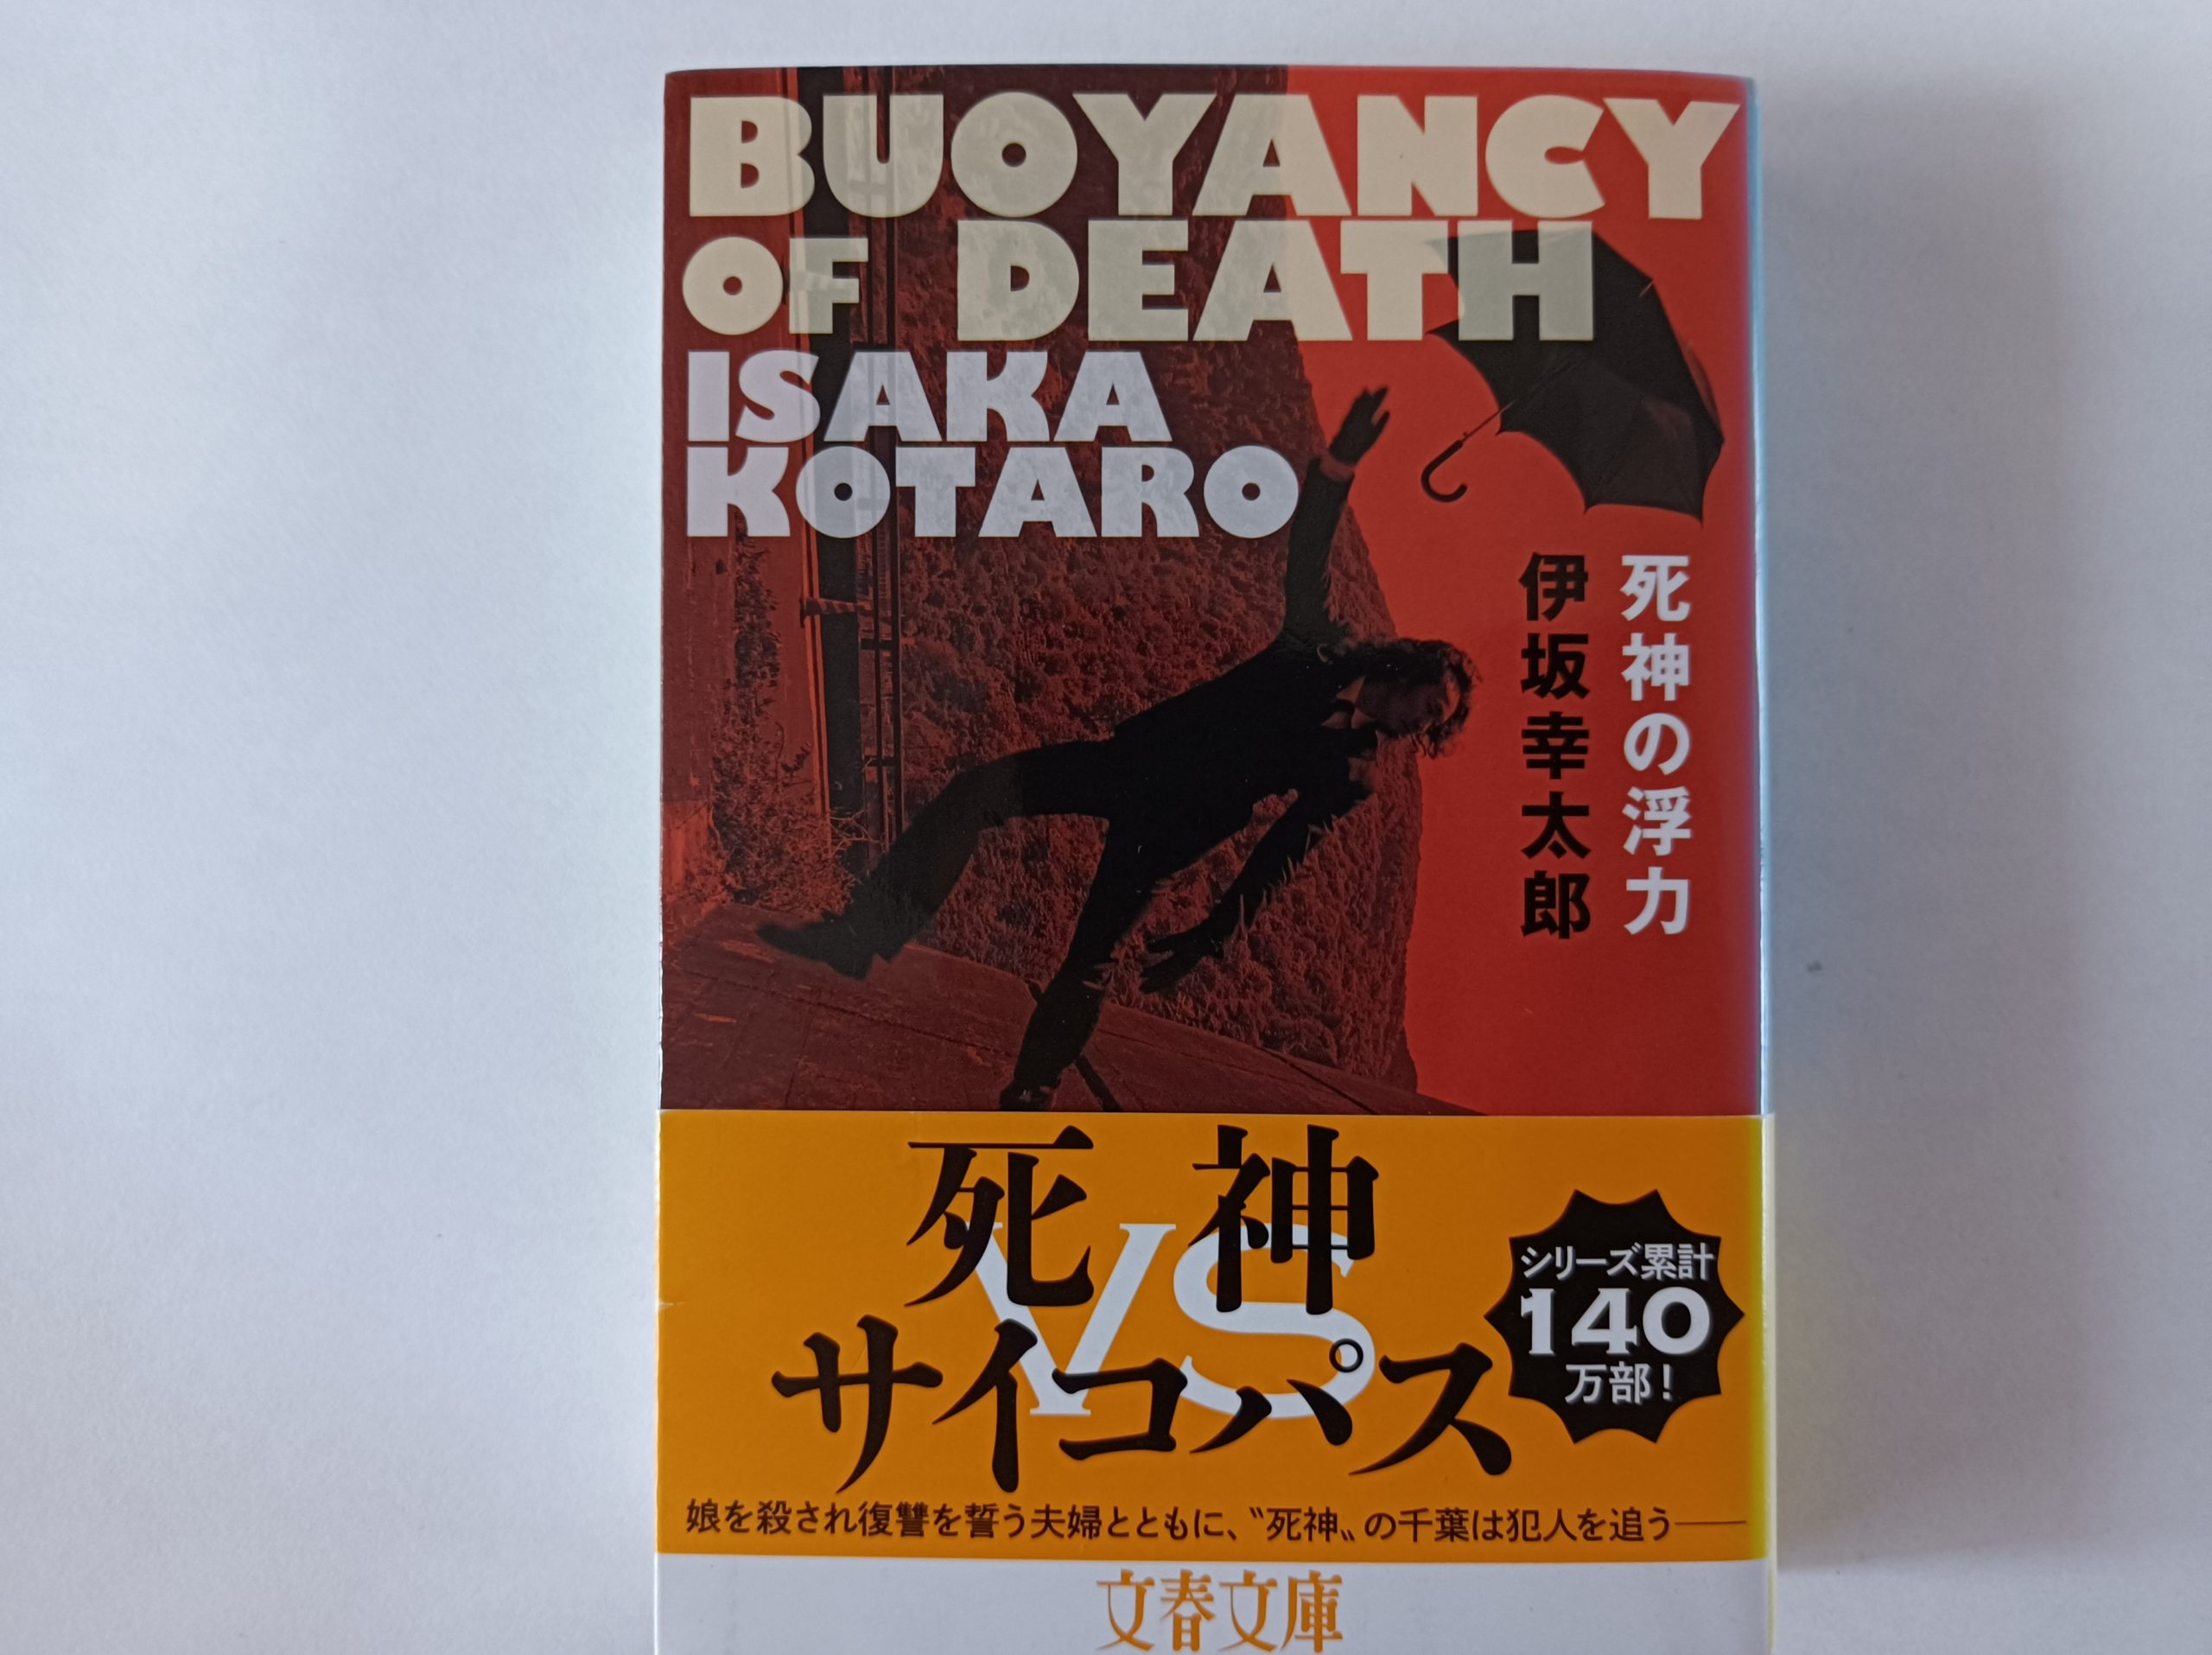 BUOYANCY
OF DEATH
ISAKA
KOTARO
死神の浮力
伊坂幸太郎
死神
VS
サイコパス
シリーズ累計
140
万部!
娘を殺され復讐を誓う夫婦とともに、〝死神〟の千葉は犯人を追う——
文春文庫